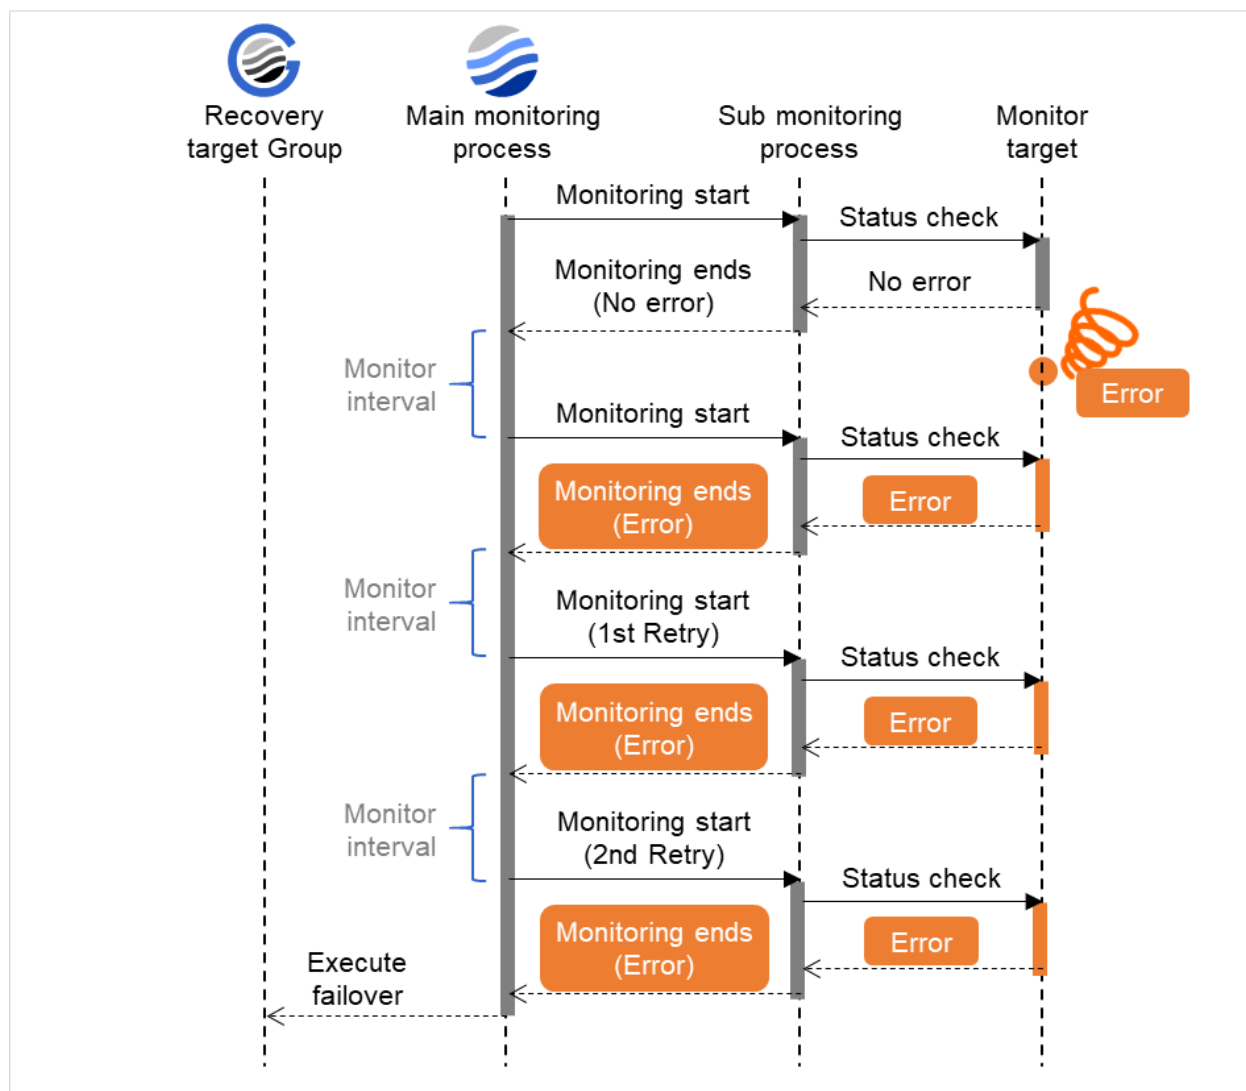 Recovery
target Group
Main monitoring
process
Sub monitoring
process
Monitor
target
Monitoring start
Status check
Monitoring ends
(No error)
No error
Monitor
interval
Error
Monitoring start
Status check
Monitoring ends
(Error)
Error
Monitor
interval
Monitoring start
(1st Retry)
Status check
Monitoring ends
(Error)
Error
Monitor
interval
Monitoring start
(2nd Retry)
Status check
Monitoring ends
(Error)
Error
Execute
failover